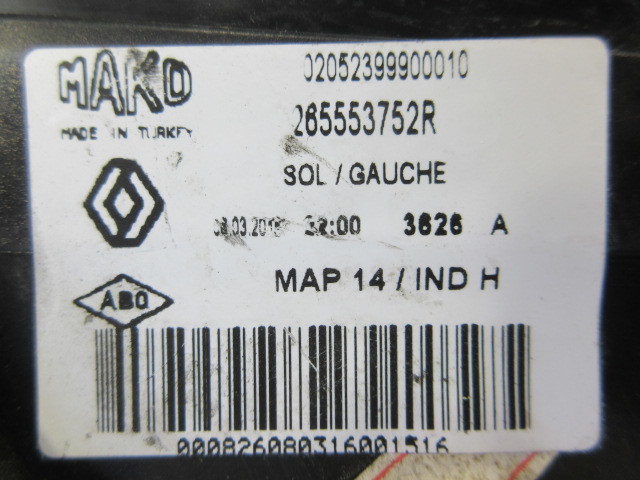 MAKO
02052399900010
265553752R
MADE IN TURKEY
SOL / GAUCHE
3626 A
MAP 14 / IND H
ABO
000826080316001516